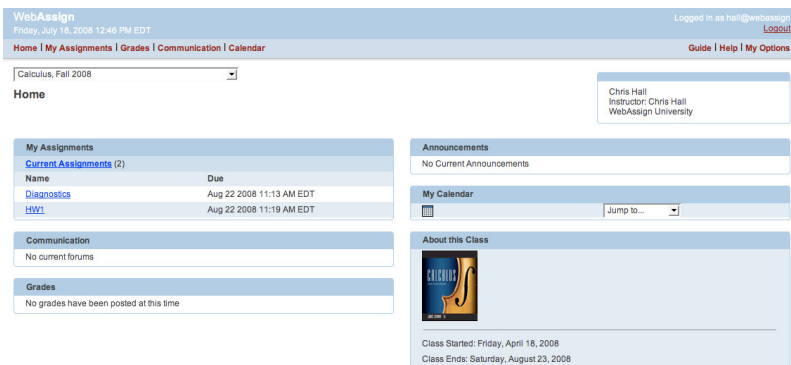 WebAssign
Logged in as hall@webassign
Friday, July 18, 2008 12:46 PM EDT
Logout
Home | My Assignments | Grades | Communication | Calendar
Guide | Help | My Options
Calculus, Fall 2008
Home
Chris Hall
Instructor: Chris Hall
WebAssign University
My Assignments
Current Assignments (2)
Name Due
Diagnostics Aug 22 2008 11:13 AM EDT
HW1 Aug 22 2008 11:19 AM EDT
Communication
No current forums
Grades
No grades have been posted at this time
Announcements
No Current Announcements
My Calendar
Jump to...
About this Class
CALCULUS
Class Started: Friday, April 18, 2008
Class Ends: Saturday, August 23, 2008